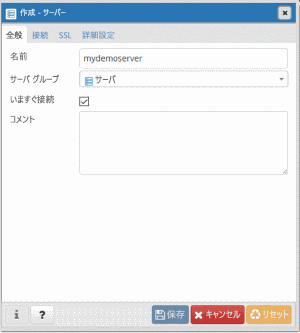 作成 - サーバー
全般 接続 SSL 詳細設定
名前 mydemoserver
サーバ グループ サーバ
いますぐ接続
コメント
i ? 保存 キャンセル リセット